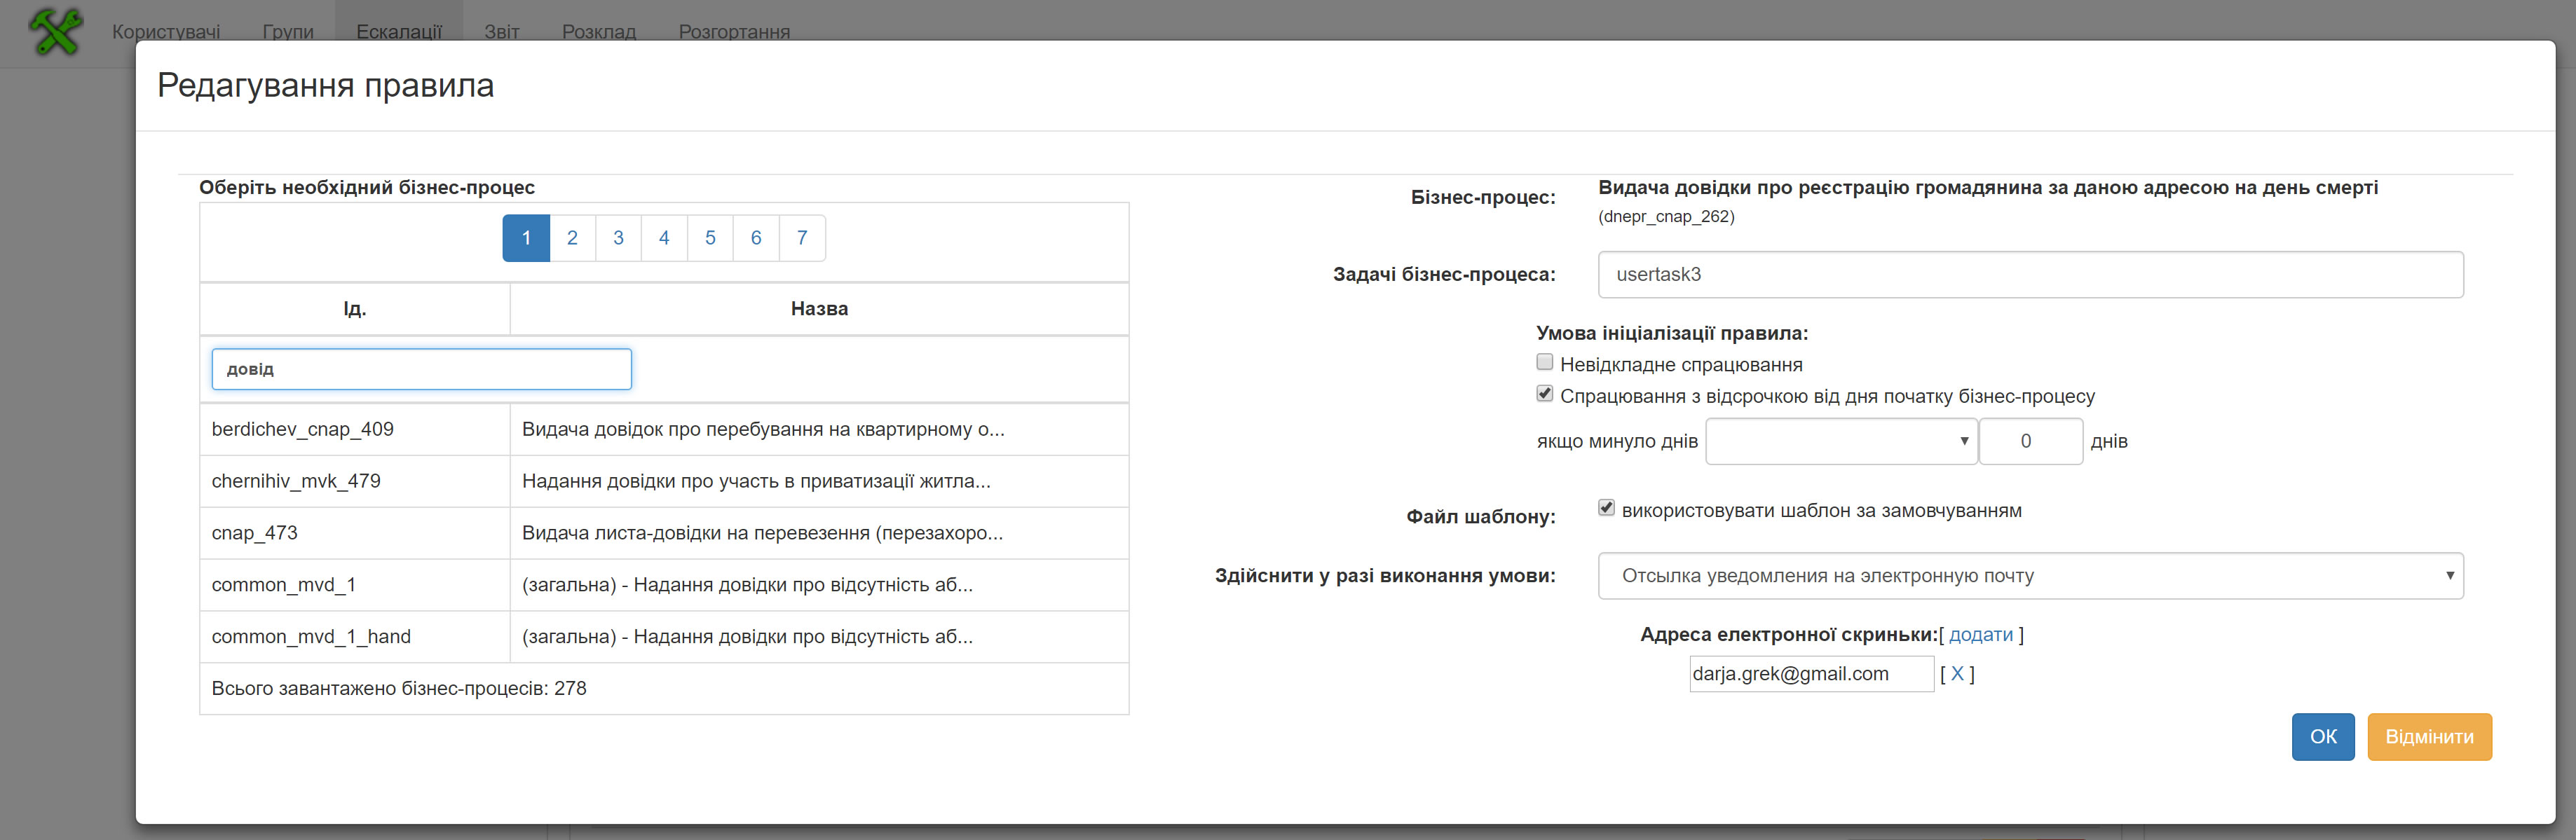 Користувачі Групи Ескалації Звіт Розклад Розгортання
Редагування правила
Оберіть необхідний бізнес-процес
1 2 3 4 5 6 7
Ід. Назва
довід
berdichev_cnap_409 Видача довідок про перебування на квартирному о...
chernihiv_mvk_479 Надання довідки про участь в приватизації житла...
cnap_473 Видача листа-довідки на перевезення (перезахоро...
common_mvd_1 (загальна) - Надання довідки про відсутність аб...
common_mvd_1_hand (загальна) - Надання довідки про відсутність аб...
Всього завантажено бізнес-процесів: 278
Бізнес-процес: Видача довідки про реєстрацію громадянина за даною адресою на день смерті
(dnepr_cnap_262)
Задачі бізнес-процеса: usertask3
Умова ініціалізації правила:
Невідкладне спрацювання
Спрацювання з відсрочкою від дня початку бізнес-процесу
якщо минуло днів 0 днів
Файл шаблону: використовувати шаблон за замовчуванням
Здійснити у разі виконання умови: Отсылка уведомления на электронную почту
Адреса електронної скриньки:[ додати ]
darja.grek@gmail.com [ X ]
ОК Відмінити